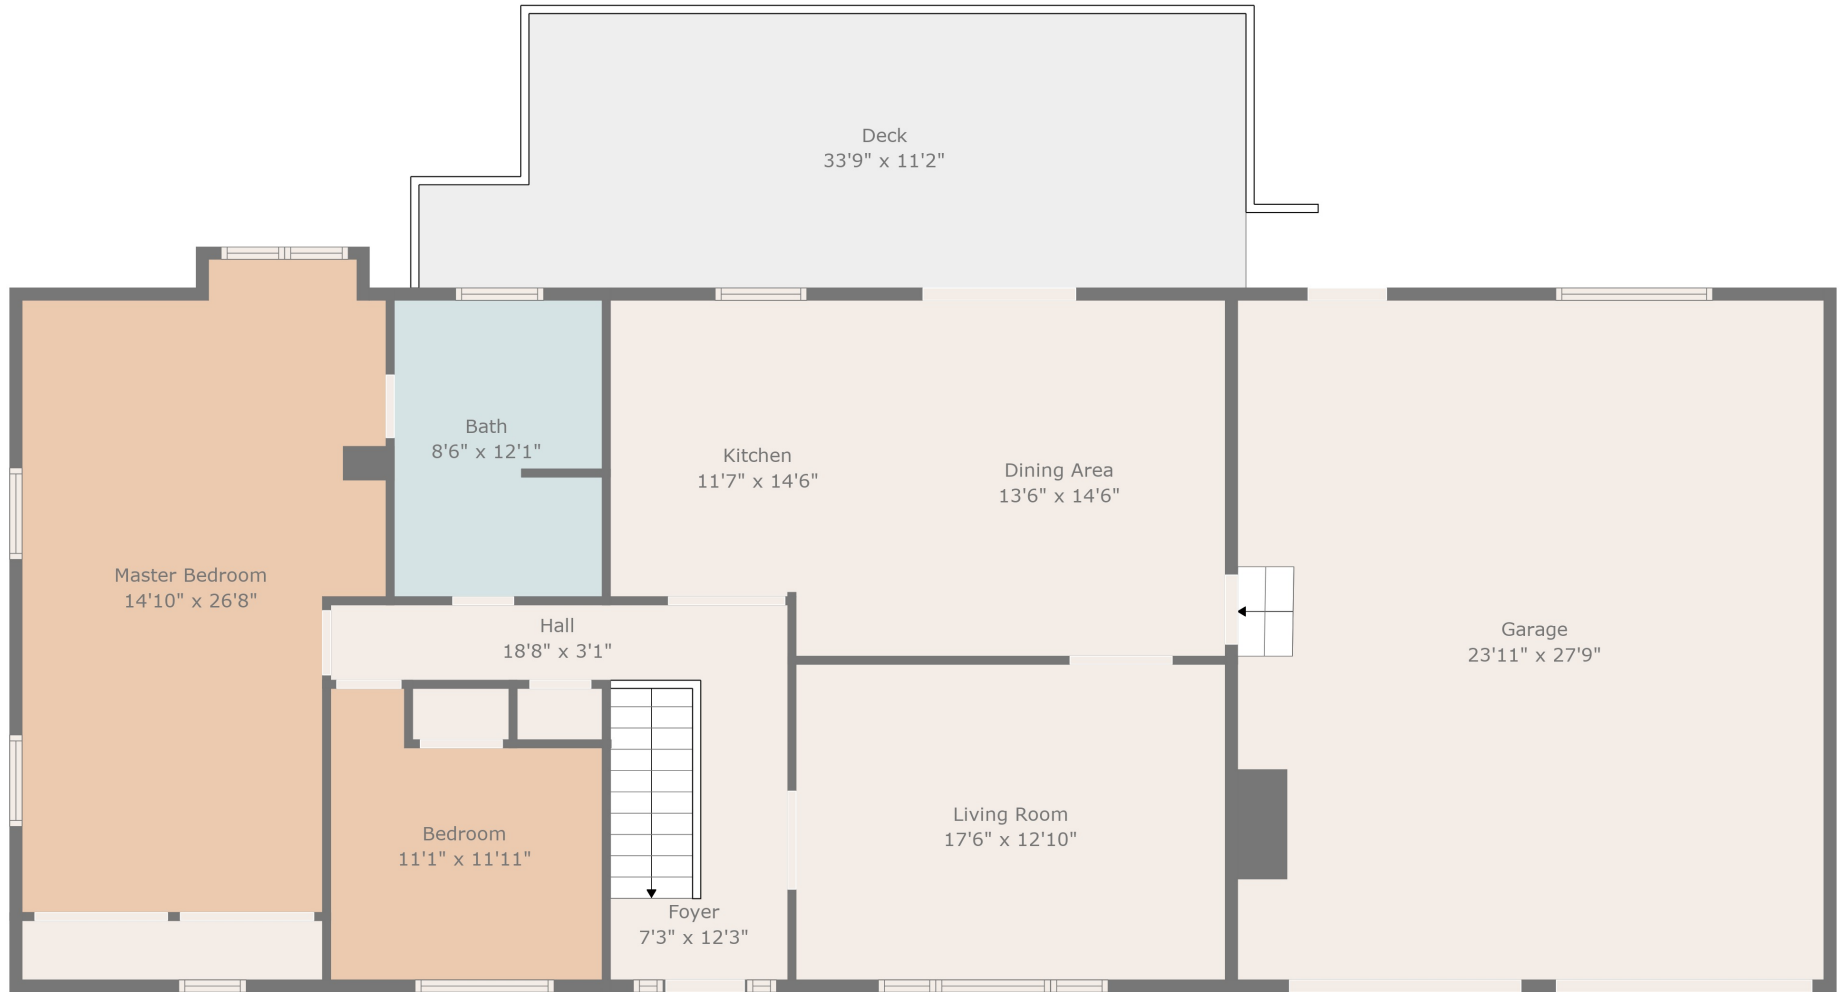 Deck
33'9" x 11'2"
Bath
8'6" x 12'1"
Kitchen
11'7" x 14'6"
Dining Area
13'6" x 14'6"
Master Bedroom
14'10" x 26'8"
Hall
18'8" x 3'1"
Garage
23'11" x 27'9"
Living Room
17'6" x 12'10"
Bedroom
11'1" x 11'11"
Foyer
7'3" x 12'3"